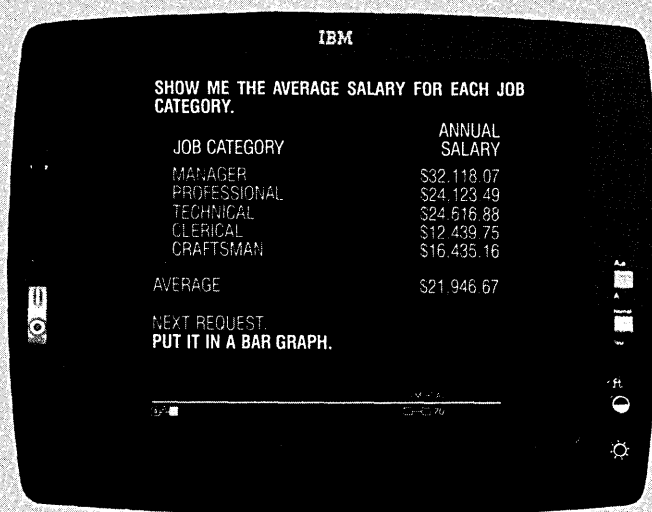 IBM
SHOW ME THE AVERAGE SALARY FOR EACH JOB
CATEGORY.
ANNUAL
JOB CATEGORY SALARY
MANAGER $32,118.07
PROFESSIONAL $24,123.49
TECHNICAL $24,616.88
CLERICAL $12,439.75
CRAFTSMAN $16,435.16
AVERAGE $21,946.67
NEXT REQUEST.
PUT IT IN A BAR GRAPH.